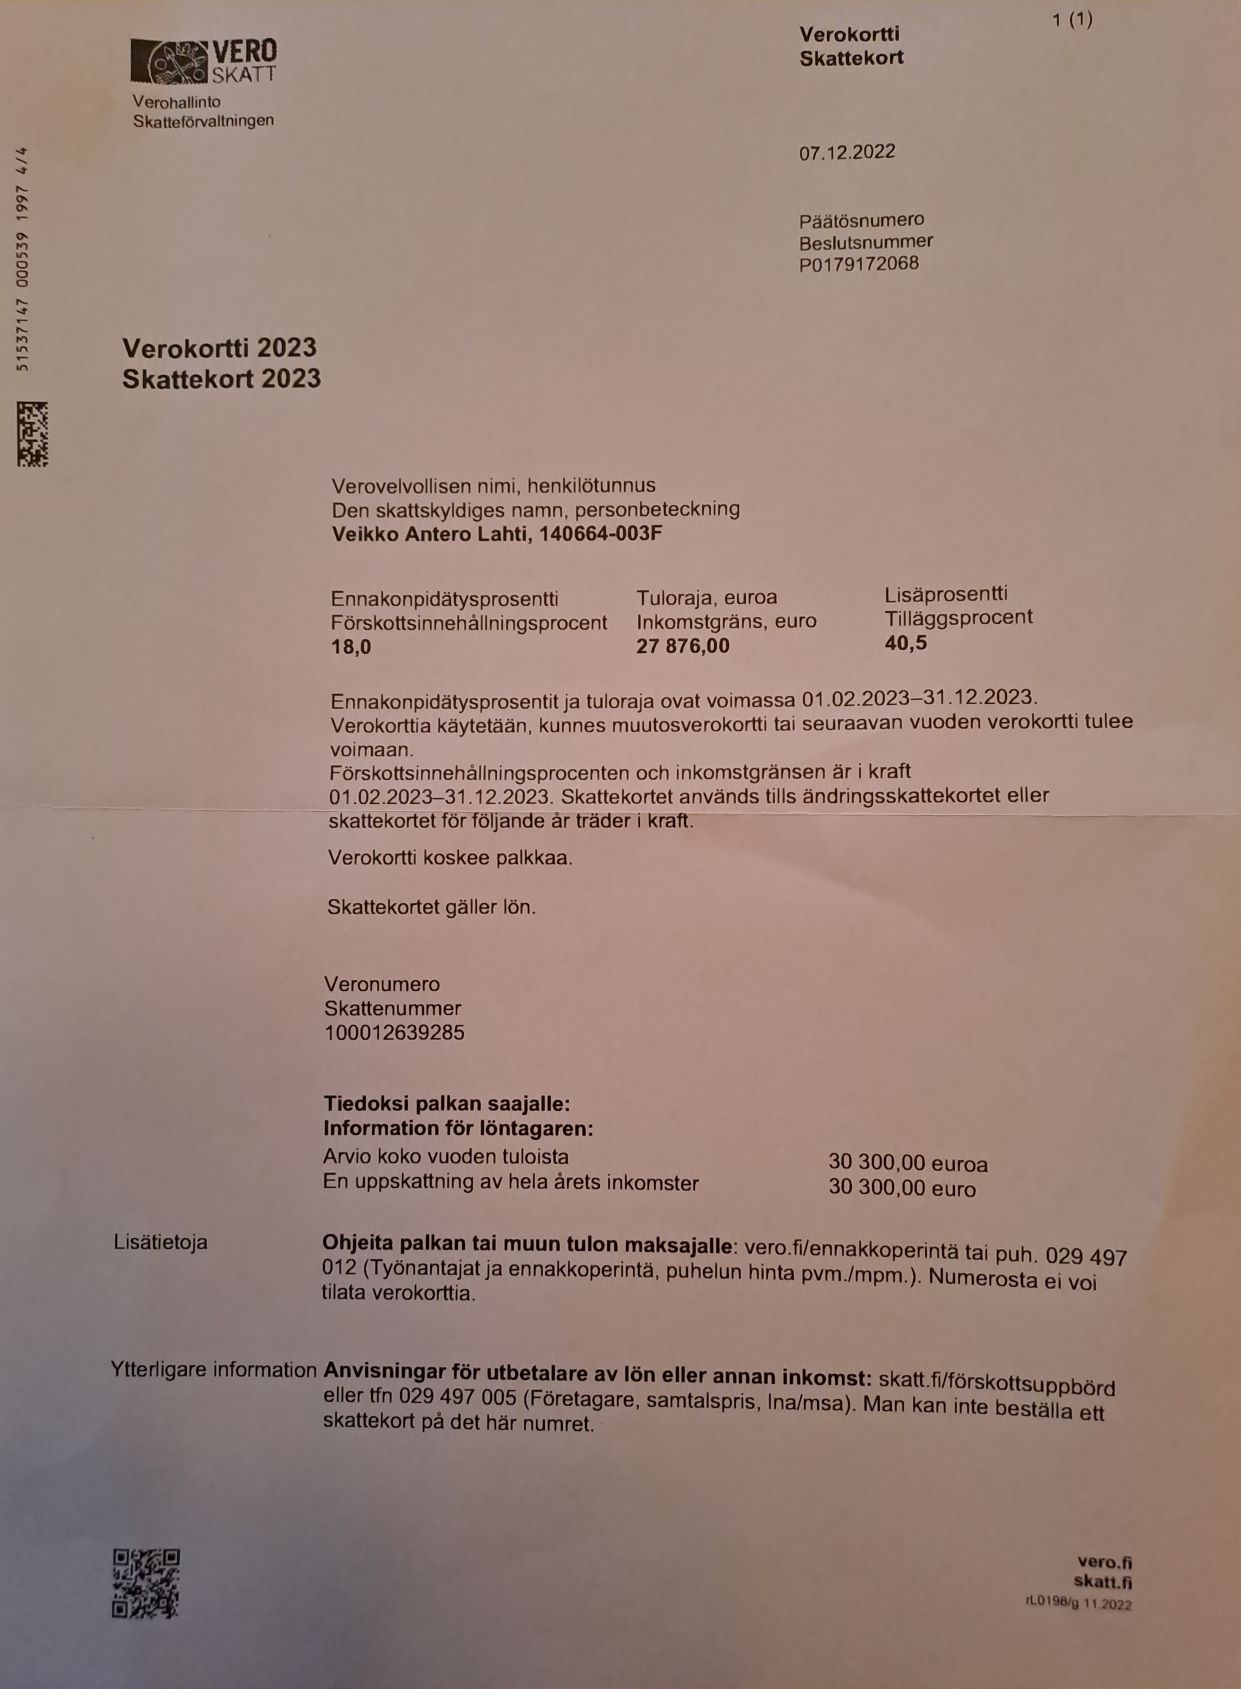 1 (1)
VERO
SKATT
Verohallinto
Skatteförvaltningen
Verokortti
Skattekort
07.12.2022
Päätösnumero
Beslutsnummer
P0179172068
51537147 000539 1997 4/4
Verokortti 2023
Skattekort 2023
Verovelvollisen nimi, henkilötunnus
Den skattskyldiges namn, personbeteckning
Veikko Antero Lahti, 140664-003F
Ennakonpidätysprosentti
Förskottsinnehållningsprocent
18,0
Tuloraja, euroa
Inkomstgräns, euro
27 876,00
Lisäprosentti
Tilläggsprocent
40,5
Ennakonpidätysprosentit ja tuloraja ovat voimassa 01.02.2023–31.12.2023.
Verokorttia käytetään, kunnes muutosverokortti tai seuraavan vuoden verokortti tulee
voimaan.
Förskottsinnehållningsprocenten och inkomstgränsen är i kraft
01.02.2023–31.12.2023. Skattekortet används tills ändringsskattekortet eller
skattekortet för följande år träder i kraft.
Verokortti koskee palkkaa.
Skattekortet gäller lön.
Veronumero
Skattenummer
100012639285
Tiedoksi palkan saajalle:
Information för löntagaren:
Arvio koko vuoden tuloista 30 300,00 euroa
En uppskattning av hela årets inkomster 30 300,00 euro
Lisätietoja Ohjeita palkan tai muun tulon maksajalle: vero.fi/ennakkoperintä tai puh. 029 497
012 (Työnantajat ja ennakkoperintä, puhelun hinta pvm./mpm.). Numerosta ei voi
tilata verokorttia.
Ytterligare information Anvisningar för utbetalare av lön eller annan inkomst: skatt.fi/förskottsuppbörd
eller tfn 029 497 005 (Företagare, samtalspris, lna/msa). Man kan inte beställa ett
skattekort på det här numret.
vero.fi
skatt.fi
rL0198/g 11.2022